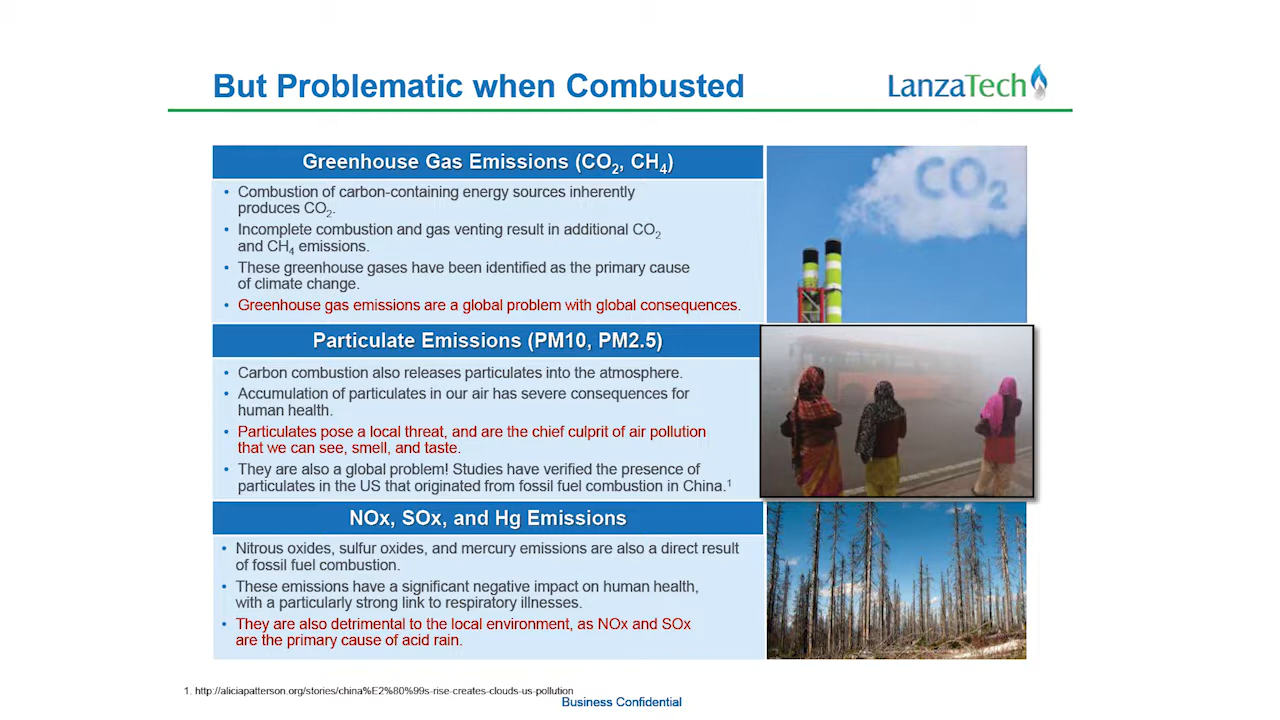 But Problematic when Combusted
LanzaTech
Greenhouse Gas Emissions (CO₂, CH₄)
• Combustion of carbon-containing energy sources inherently
produces CO₂.
• Incomplete combustion and gas venting result in additional CO₂
and CH₄ emissions.
• These greenhouse gases have been identified as the primary cause
of climate change.
• Greenhouse gas emissions are a global problem with global consequences.
CO₂
Particulate Emissions (PM10, PM2.5)
• Carbon combustion also releases particulates into the atmosphere.
• Accumulation of particulates in our air has severe consequences for
human health.
• Particulates pose a local threat, and are the chief culprit of air pollution
that we can see, smell, and taste.
• They are also a global problem! Studies have verified the presence of
particulates in the US that originated from fossil fuel combustion in China.¹
NOx, SOx, and Hg Emissions
• Nitrous oxides, sulfur oxides, and mercury emissions are also a direct result
of fossil fuel combustion.
• These emissions have a significant negative impact on human health,
with a particularly strong link to respiratory illnesses.
• They are also detrimental to the local environment, as NOx and SOx
are the primary cause of acid rain.
1. http://aliciapatterson.org/stories/china%E2%80%99s-rise-creates-clouds-us-pollution
Business Confidential